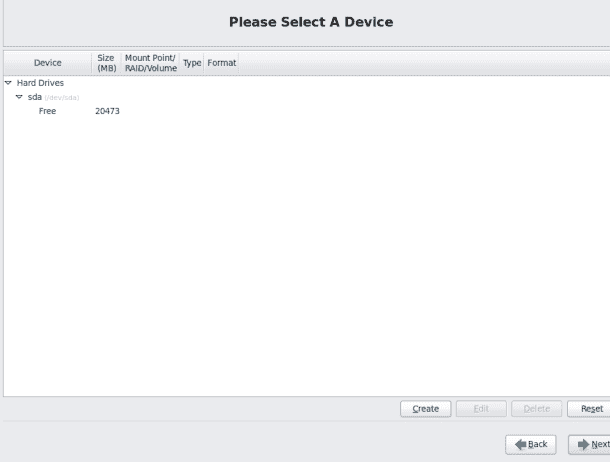 Please Select A Device
Device
Size
(MB)
Mount Point/
RAID/Volume
Type
Format
Hard Drives
sda (/dev/sda)
Free 20473
Create
Edit
Delete
Reset
Back
Next